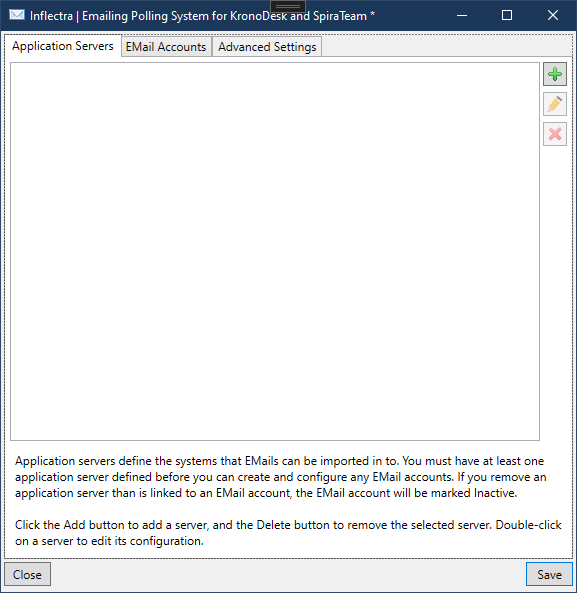 Inflectra | Emailing Polling System for KronoDesk and SpiraTeam *
Application Servers
EMail Accounts
Advanced Settings
Application servers define the systems that EMails can be imported in to. You must have at least one
application server defined before you can create and configure any EMail accounts. If you remove an
application server than is linked to an EMail account, the EMail account will be marked Inactive.
Click the Add button to add a server, and the Delete button to remove the selected server. Double-click
on a server to edit its configuration.
Close
Save